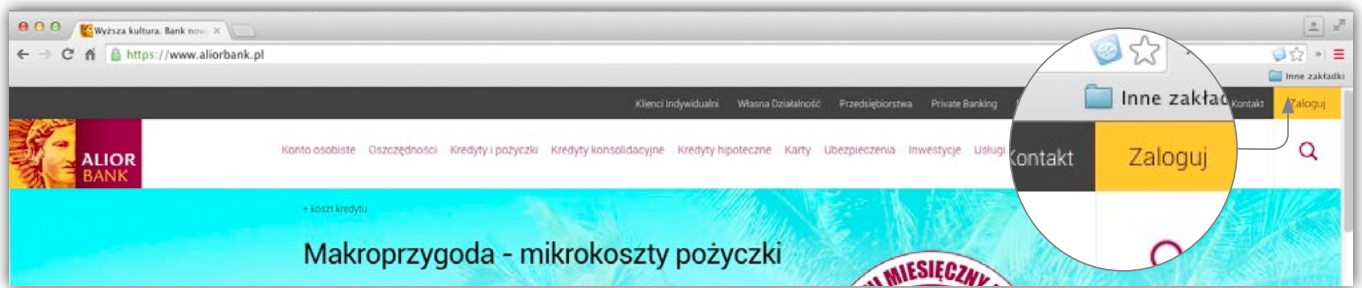 Wyższa kultura. Bank now
https://www.aliorbank.pl
Inne zakładki
Klienci Indywidualni Własna Działalność Przedsiębiorstwa Private Banking Kontakt Zaloguj
Inne zakład
Kontakt Zaloguj
ALIOR
BANK
Konto osobiste Oszczędności Kredyty i pożyczki Kredyty konsolidacyjne Kredyty hipoteczne Karty Ubezpieczenia Inwestycje Usługi
+ koszt kredytu
Makroprzygoda - mikrokoszty pożyczki
MIESIĘCZNY